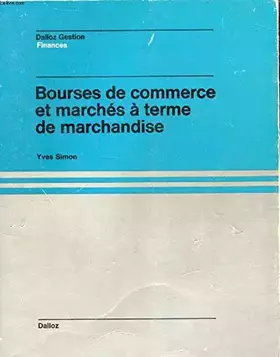 Dalloz Gestion
Finances
Bourses de commerce
et marchés à terme
de marchandise
Yves Simon
Dalloz